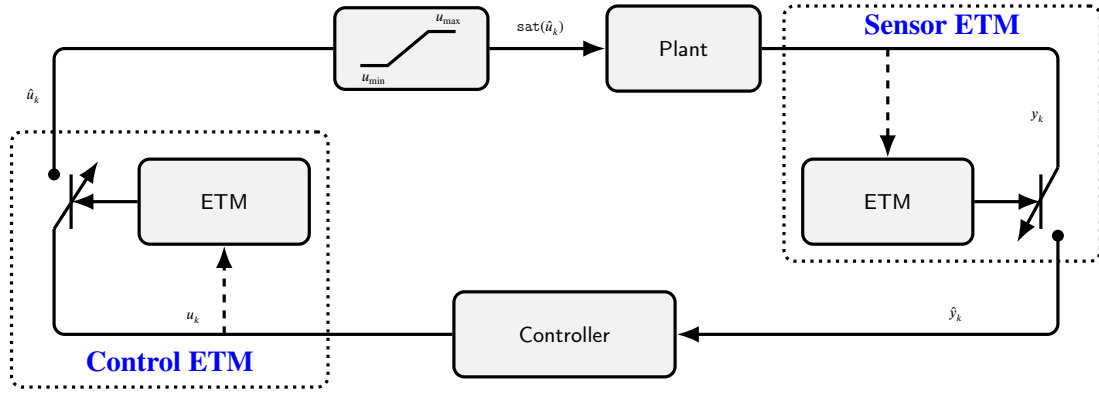 u_max
u_min
sat(û_k)
Plant
Sensor ETM
û_k
y_k
ETM
ETM
u_k
Controller
ŷ_k
Control ETM